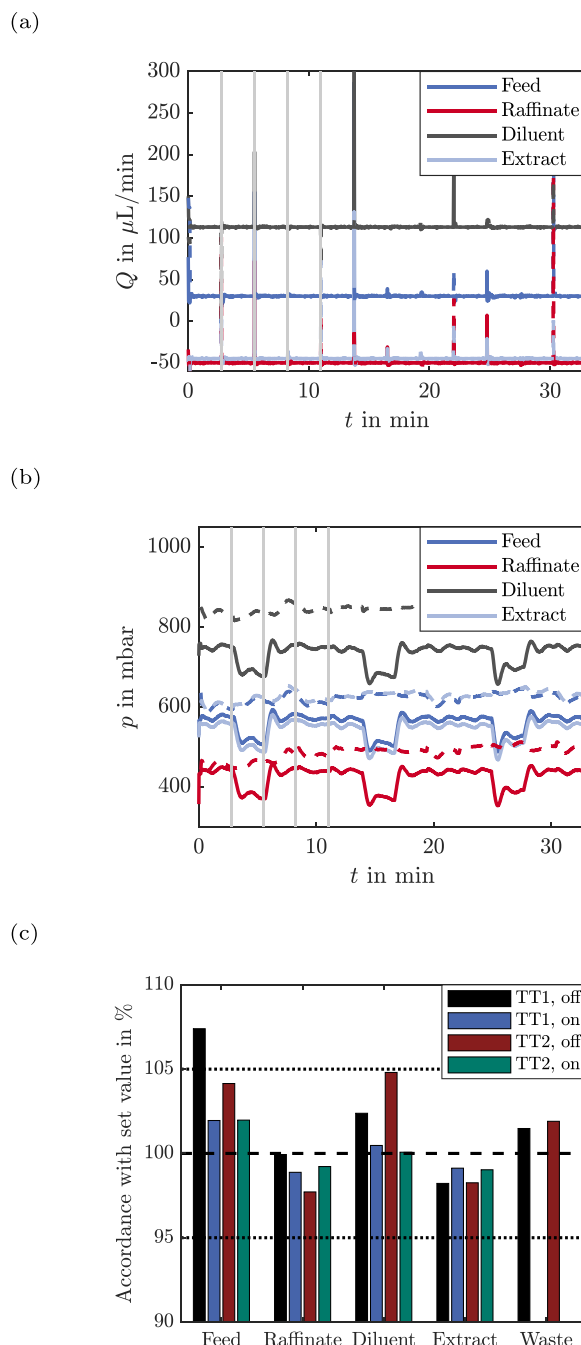 (a)
300
250
200
150
100
50
0
-50
Q in μL/min
Feed
Raffinate
Diluent
Extract
0 10 20 30
t in min
(b)
1000
800
600
400
p in mbar
Feed
Raffinate
Diluent
Extract
0 10 20 30
t in min
(c)
110
105
100
95
90
Accordance with set value in %
TT1, off
TT1, on
TT2, off
TT2, on
Feed Raffinate Diluent Extract Waste